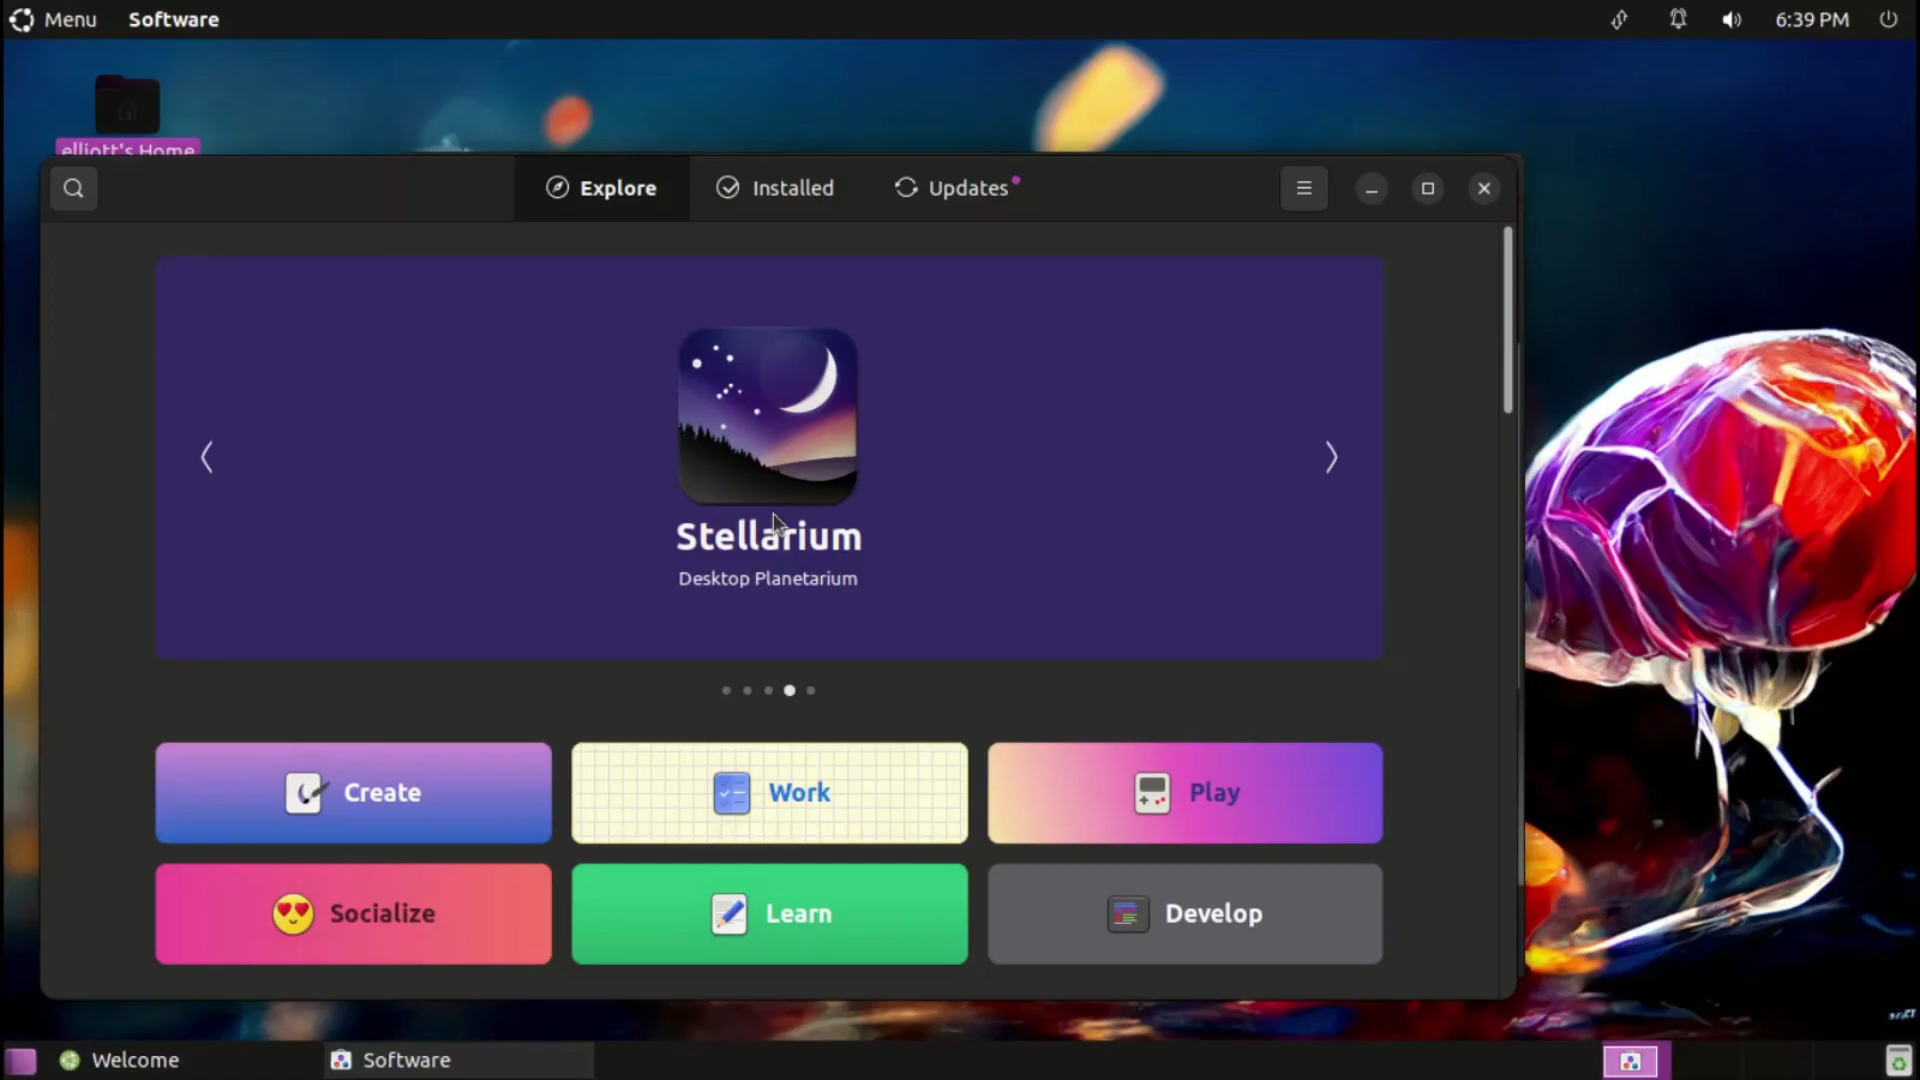 Menu Software 6:39 PM
elliott's Home
Explore Installed Updates
Stellarium
Desktop Planetarium
Create Work Play
Socialize Learn Develop
Welcome Software